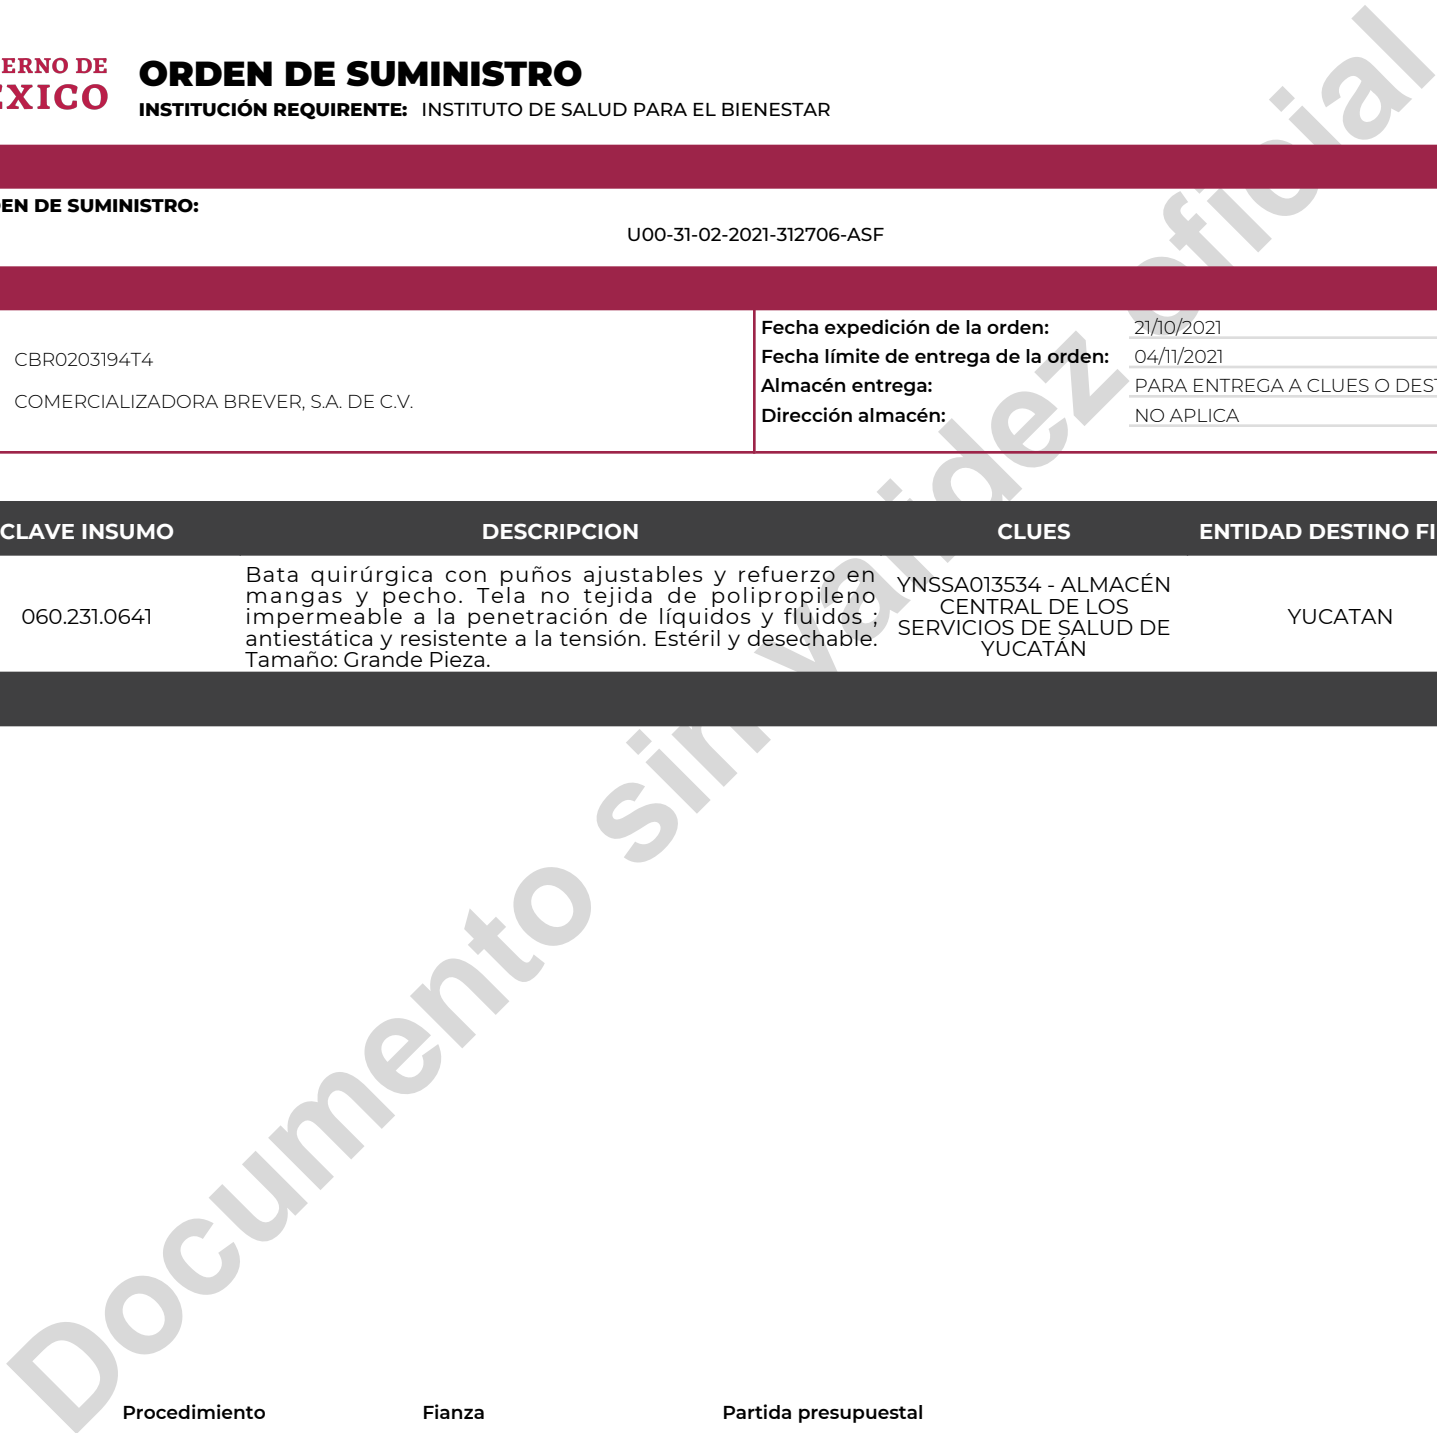 ERNO DE
ÉXICO
ORDEN DE SUMINISTRO
INSTITUCIÓN REQUIRENTE: INSTITUTO DE SALUD PARA EL BIENESTAR
EN DE SUMINISTRO:
U00-31-02-2021-312706-ASF
CBR0203194T4
COMERCIALIZADORA BREVER, S.A. DE C.V.
Fecha expedición de la orden: 21/10/2021
Fecha límite de entrega de la orden: 04/11/2021
Almacén entrega: PARA ENTREGA A CLUES O DEST
Dirección almacén: NO APLICA
CLAVE INSUMO DESCRIPCION CLUES ENTIDAD DESTINO FI
060.231.0641
Bata quirúrgica con puños ajustables y refuerzo en
mangas y pecho. Tela no tejida de polipropileno
impermeable a la penetración de líquidos y fluidos ;
antiestática y resistente a la tensión. Estéril y desechable.
Tamaño: Grande Pieza.
YNSSA013534 - ALMACÉN
CENTRAL DE LOS
SERVICIOS DE SALUD DE
YUCATÁN
YUCATAN
Documento sin validez oficial
Procedimiento Fianza Partida presupuestal